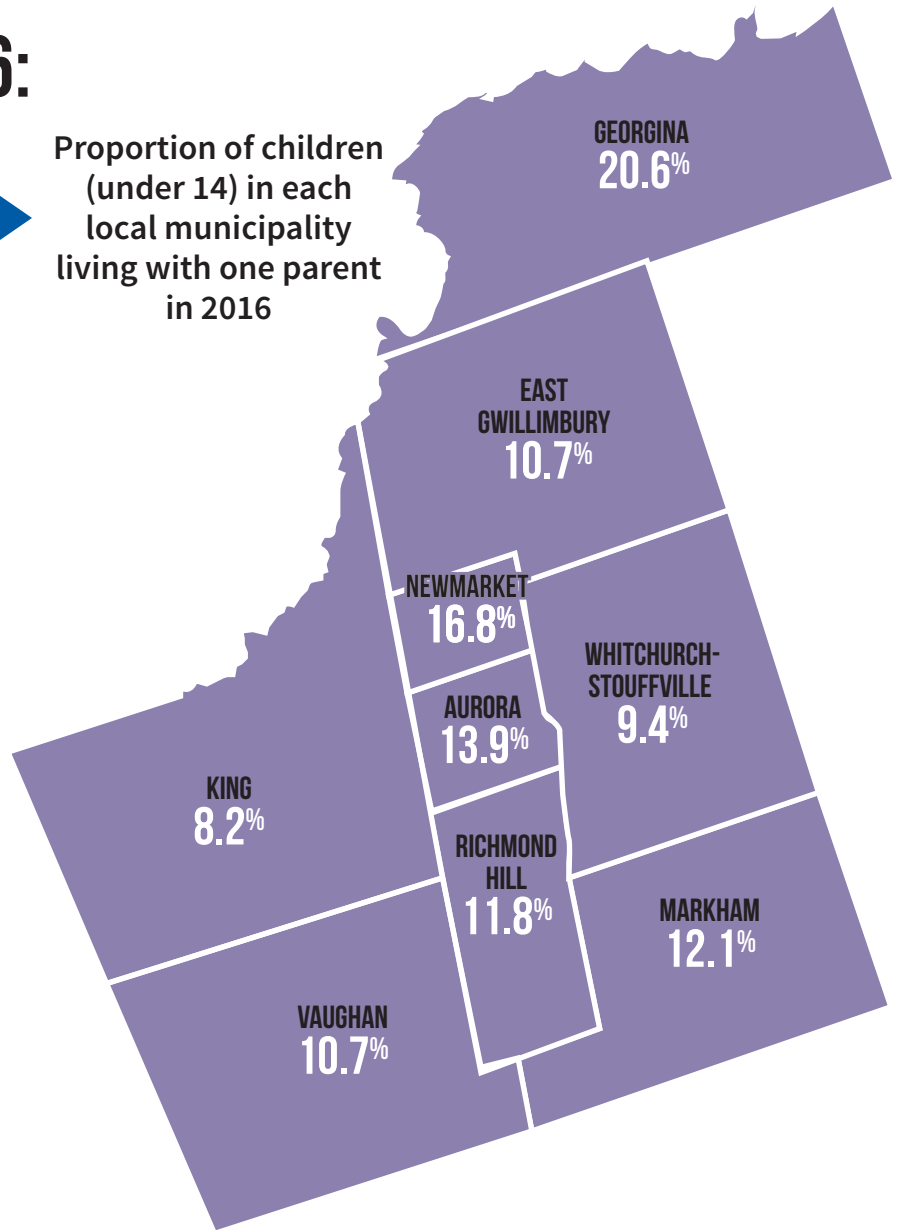 6:
Proportion of children
(under 14) in each
local municipality
living with one parent
in 2016
GEORGINA
20.6%
EAST
GWILLIMBURY
10.7%
NEWMARKET
16.8%
WHITCHURCH-
STOUFFVILLE
9.4%
AURORA
13.9%
KING
8.2%
RICHMOND
HILL
11.8%
MARKHAM
12.1%
VAUGHAN
10.7%